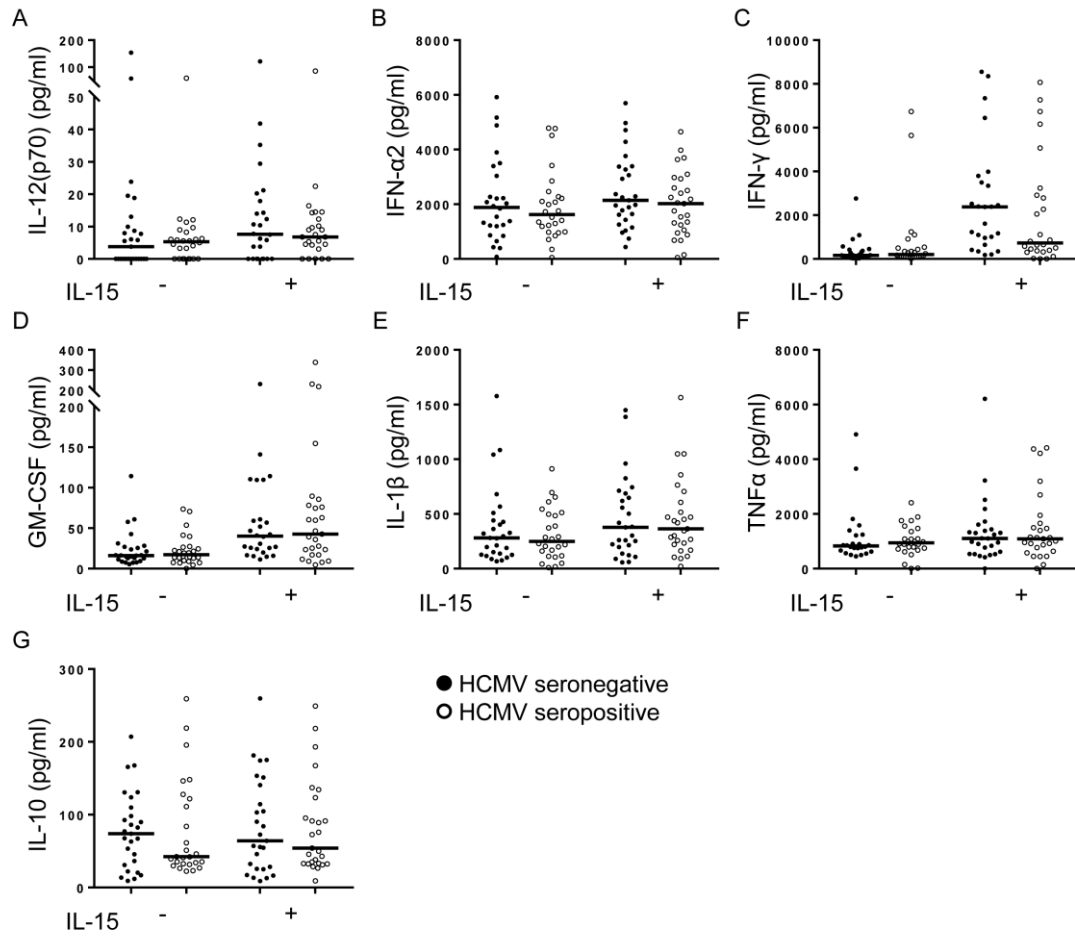 A
IL-12(p70) (pg/ml)
200
100
50
40
30
20
10
0
IL-15 - +
B
IFN-α2 (pg/ml)
8000
6000
4000
2000
0
IL-15 - +
C
IFN-γ (pg/ml)
10000
8000
6000
4000
2000
0
IL-15 - +
D
GM-CSF (pg/ml)
400
300
200
200
150
100
50
0
IL-15 - +
E
IL-1β (pg/ml)
2000
1500
1000
500
0
IL-15 - +
F
TNFα (pg/ml)
8000
6000
4000
2000
0
IL-15 - +
G
IL-10 (pg/ml)
300
200
100
0
IL-15 - +
HCMV seronegative
HCMV seropositive